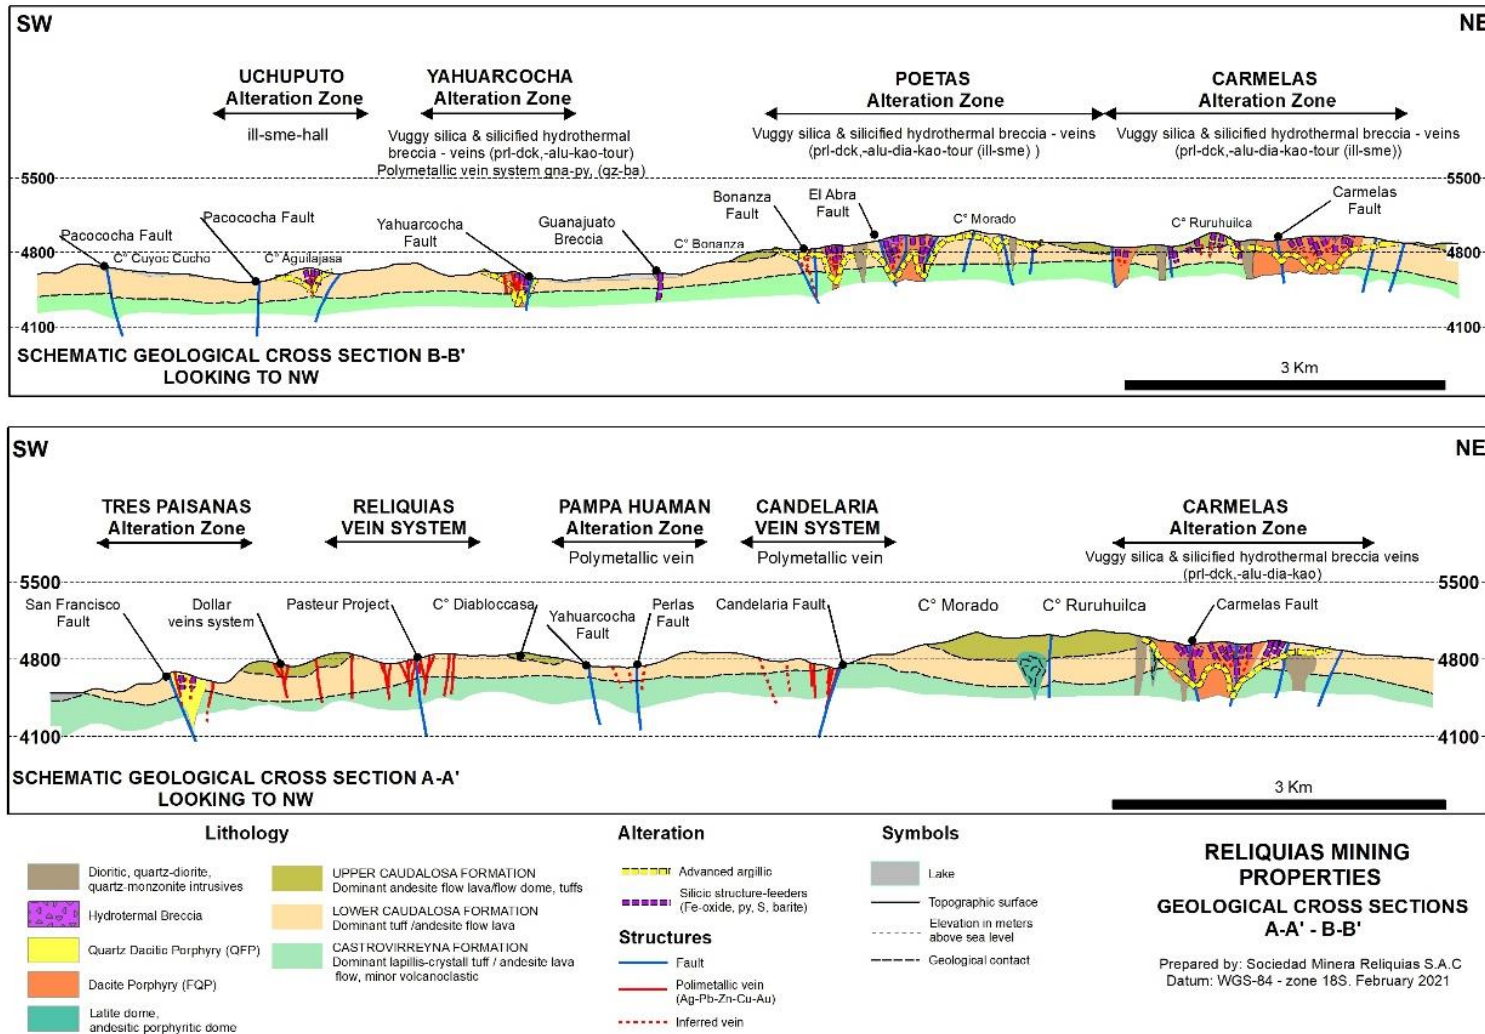 SW
NE
UCHUPUTO
Alteration Zone
ill-sme-hall
YAHUARCOCHA
Alteration Zone
Vuggy silica & silicified hydrothermal
breccia - veins (prl-dck,-alu-kao-tour)
Polymetallic vein system gna-py, (qz-ba)
POETAS
Alteration Zone
Vuggy silica & silicified hydrothermal breccia - veins
(prl-dck,-alu-dia-kao-tour (ill-sme) )
CARMELAS
Alteration Zone
Vuggy silica & silicified hydrothermal breccia - veins
(prl-dck,-alu-dia-kao-tour (ill-sme))
5500
5500
Pacococha Fault
C° Cuyoc Cucho
Pacococha Fault
C° Aguilajasa
Yahuarcocha
Fault
Guanajuato
Breccia
C° Bonanza
Bonanza
Fault
El Abra
Fault
C° Morado
C° Ruruhuilca
Carmelas
Fault
4800
4800
4100
4100
SCHEMATIC GEOLOGICAL CROSS SECTION B-B'
LOOKING TO NW
3 Km
SW
NE
TRES PAISANAS
Alteration Zone
RELIQUIAS
VEIN SYSTEM
PAMPA HUAMAN
Alteration Zone
Polymetallic vein
CANDELARIA
VEIN SYSTEM
Polymetallic vein
CARMELAS
Alteration Zone
Vuggy silica & silicified hydrothermal breccia veins
(prl-dck,-alu-dia-kao)
5500
5500
San Francisco
Fault
Dollar
veins system
Pasteur Project
C° Diabloccasa
Yahuarcocha
Fault
Perlas
Fault
Candelaria Fault
C° Morado
C° Ruruhuilca
Carmelas Fault
4800
4800
4100
4100
SCHEMATIC GEOLOGICAL CROSS SECTION A-A'
LOOKING TO NW
3 Km
Lithology
Dioritic, quartz-diorite,
quartz-monzonite intrusives
Hydrotermal Breccia
Quartz Dacitic Porphyry (QFP)
Dacite Porphyry (FQP)
Latite dome,
andesitic porphyritic dome
UPPER CAUDALOSA FORMATION
Dominant andesite flow lava/flow dome, tuffs
LOWER CAUDALOSA FORMATION
Dominant tuff /andesite flow lava
CASTROVIRREYNA FORMATION
Dominant lapillis-crystall tuff / andesite lava
flow, minor volcanoclastic
Alteration
Advanced argillic
Silicic structure-feeders
(Fe-oxide, py, S, barite)
Structures
Fault
Polimetallic vein
(Ag-Pb-Zn-Cu-Au)
Inferred vein
Symbols
Lake
Topographic surface
Elevation in meters
above sea level
Geological contact
RELIQUIAS MINING
PROPERTIES
GEOLOGICAL CROSS SECTIONS
A-A' - B-B'
Prepared by: Sociedad Minera Reliquias S.A.C
Datum: WGS-84 - zone 18S. February 2021